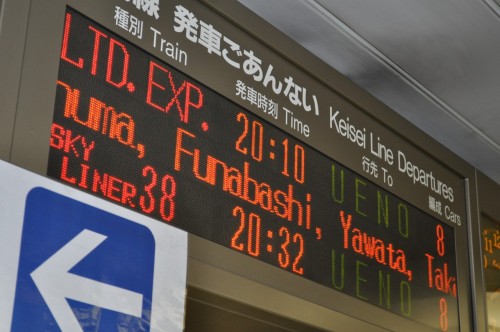 線 発車ごあんない Keisei Line Departures
種別 Train 発車時刻 Time 行先 To 編成 Cars
LTD. EXP. 20:10 UENO 8
numa, Funabashi, Yawata, Tak
SKY LINER 38 20:32 UENO 8